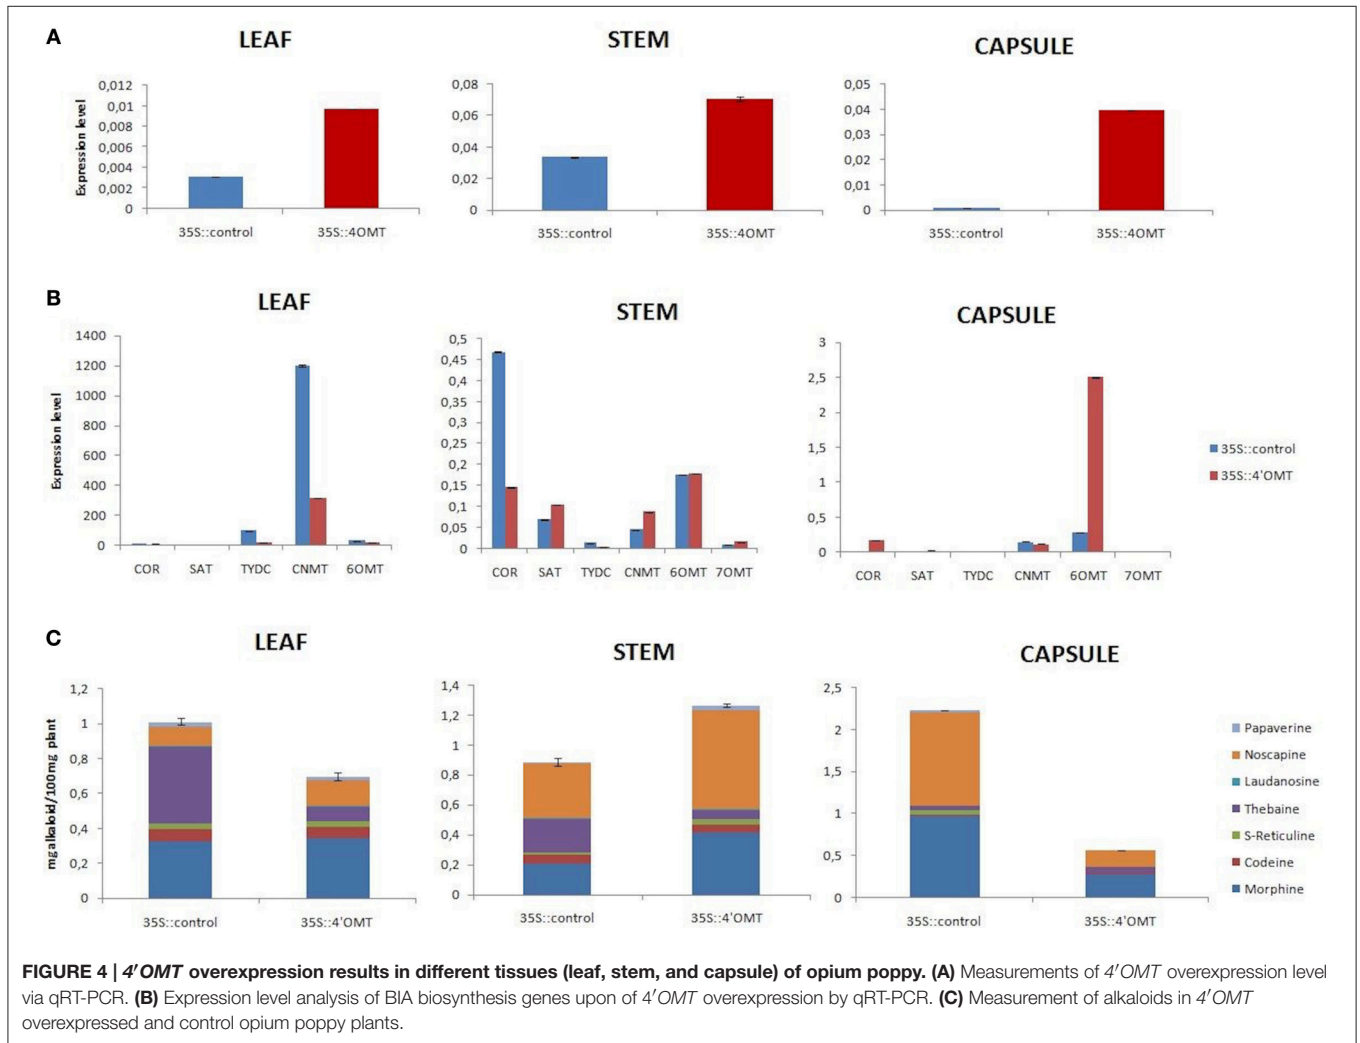 A
LEAF
STEM
CAPSULE
Expression level
0,012
0,01
0,008
0,006
0,004
0,002
0
35S::control
35S::4OMT
0,08
0,06
0,04
0,02
0
35S::control
35S::4OMT
0,05
0,04
0,03
0,02
0,01
0
35S::control
35S::4OMT
B
LEAF
STEM
CAPSULE
Expression level
1400
1200
1000
800
600
400
200
0
COR SAT TYDC CNMT 6OMT
0,5
0,45
0,4
0,35
0,3
0,25
0,2
0,15
0,1
0,05
0
COR SAT TYDC CNMT 6OMT 7OMT
3
2,5
2
1,5
1
0,5
0
COR SAT TYDC CNMT 6OMT 7OMT
35S::control
35S::4'OMT
C
LEAF
STEM
CAPSULE
mgalkaloid/100mg plant
1,2
1
0,8
0,6
0,4
0,2
0
35S::control
35S::4'OMT
1,4
1,2
1
0,8
0,6
0,4
0,2
0
35S::control
35S::4'OMT
2,5
2
1,5
1
0,5
0
35S::control
35S::4'OMT
Papaverine
Noscapine
Laudanosine
Thebaine
S-Reticuline
Codeine
Morphine
FIGURE 4 | 4′OMT overexpression results in different tissues (leaf, stem, and capsule) of opium poppy. (A) Measurements of 4′OMT overexpression level
via qRT-PCR. (B) Expression level analysis of BIA biosynthesis genes upon of 4′OMT overexpression by qRT-PCR. (C) Measurement of alkaloids in 4′OMT
overexpressed and control opium poppy plants.